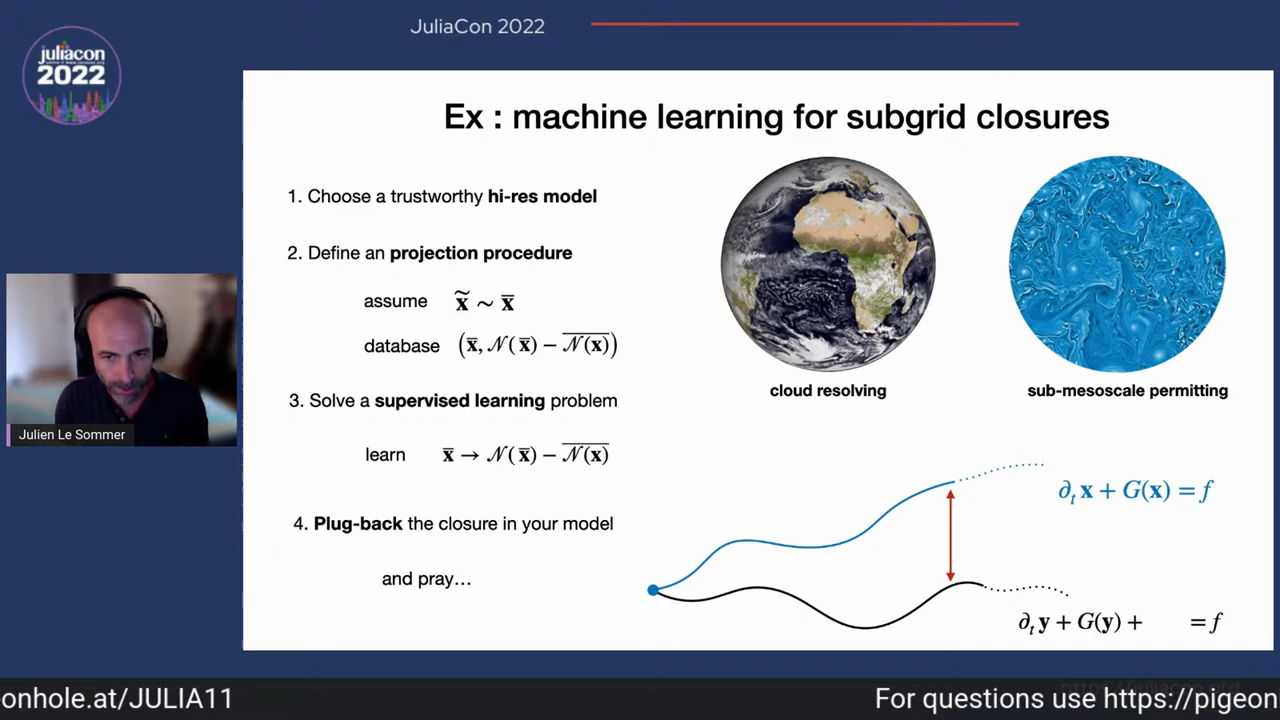 JuliaCon 2022
juliacon
2022
Ex : machine learning for subgrid closures
1. Choose a trustworthy hi-res model
2. Define an projection procedure
assume x̃ ∼ x̄
database (x̄, 𝒩(x̄) − \overline{𝒩(x)})
3. Solve a supervised learning problem
learn x̄ → 𝒩(x̄) − \overline{𝒩(x)}
4. Plug-back the closure in your model
and pray…
cloud resolving
sub-mesoscale permitting
∂ₜ x + G(x) = f
∂ₜ y + G(y) + = f
Julien Le Sommer
onhole.at/JULIA11
For questions use https://pigeon